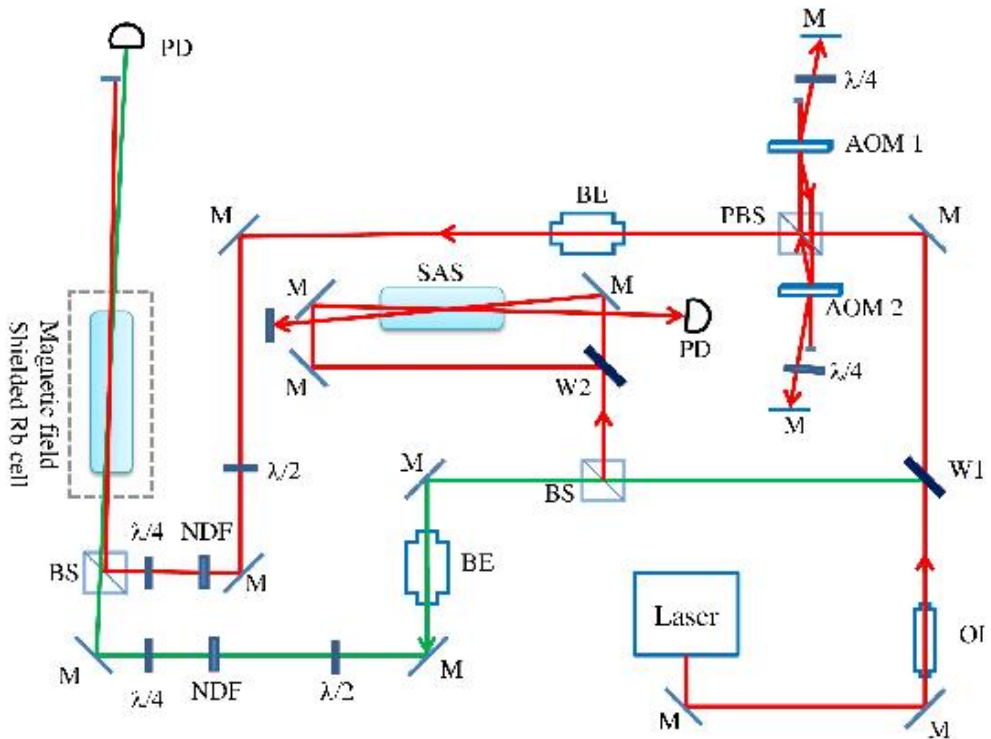 M
PD
λ/4
AOM 1
BE
PBS
M
M
SAS
M
M
AOM 2
PD
λ/4
M
W2
M
Magnetic field
Shielded Rb cell
M
λ/2
BS
W1
λ/4
NDF
BE
BS
M
Laser
OI
M
λ/4
NDF
λ/2
M
M
M